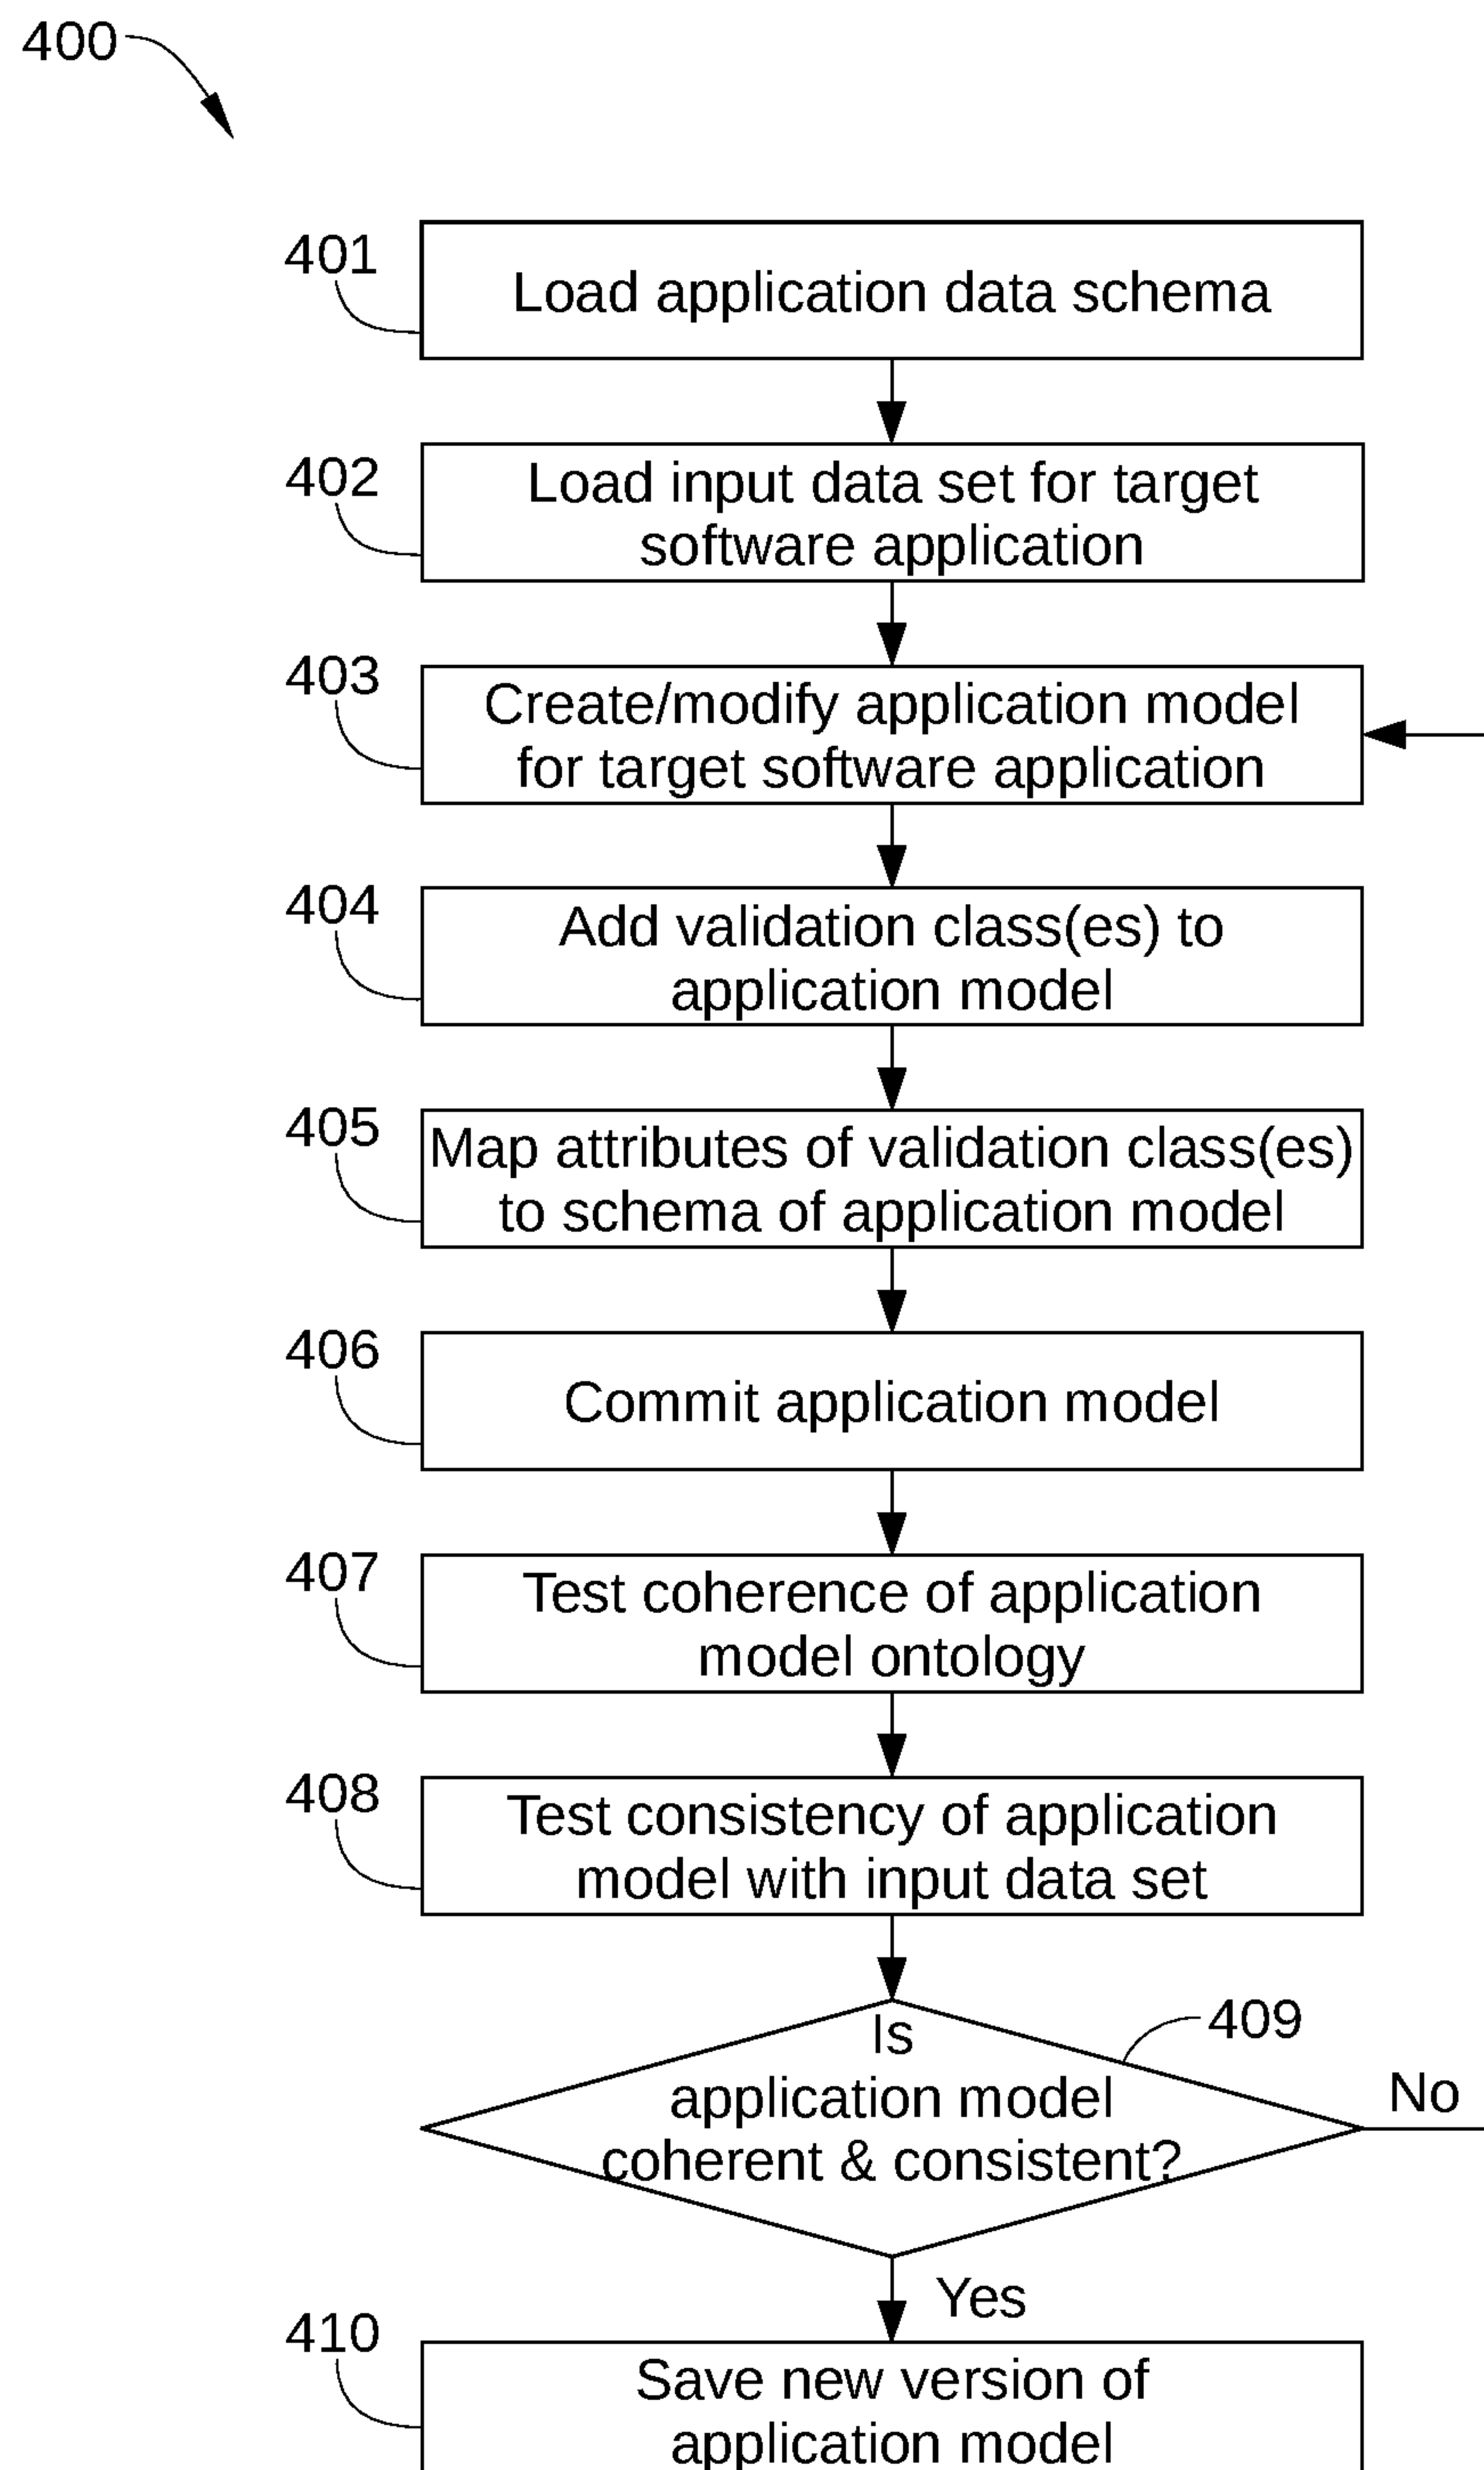 400
401
Load application data schema
402
Load input data set for target
software application
403
Create/modify application model
for target software application
404
Add validation class(es) to
application model
405
Map attributes of validation class(es)
to schema of application model
406
Commit application model
407
Test coherence of application
model ontology
408
Test consistency of application
model with input data set
409
Is
application model
coherent & consistent?
No
Yes
410
Save new version of
application model